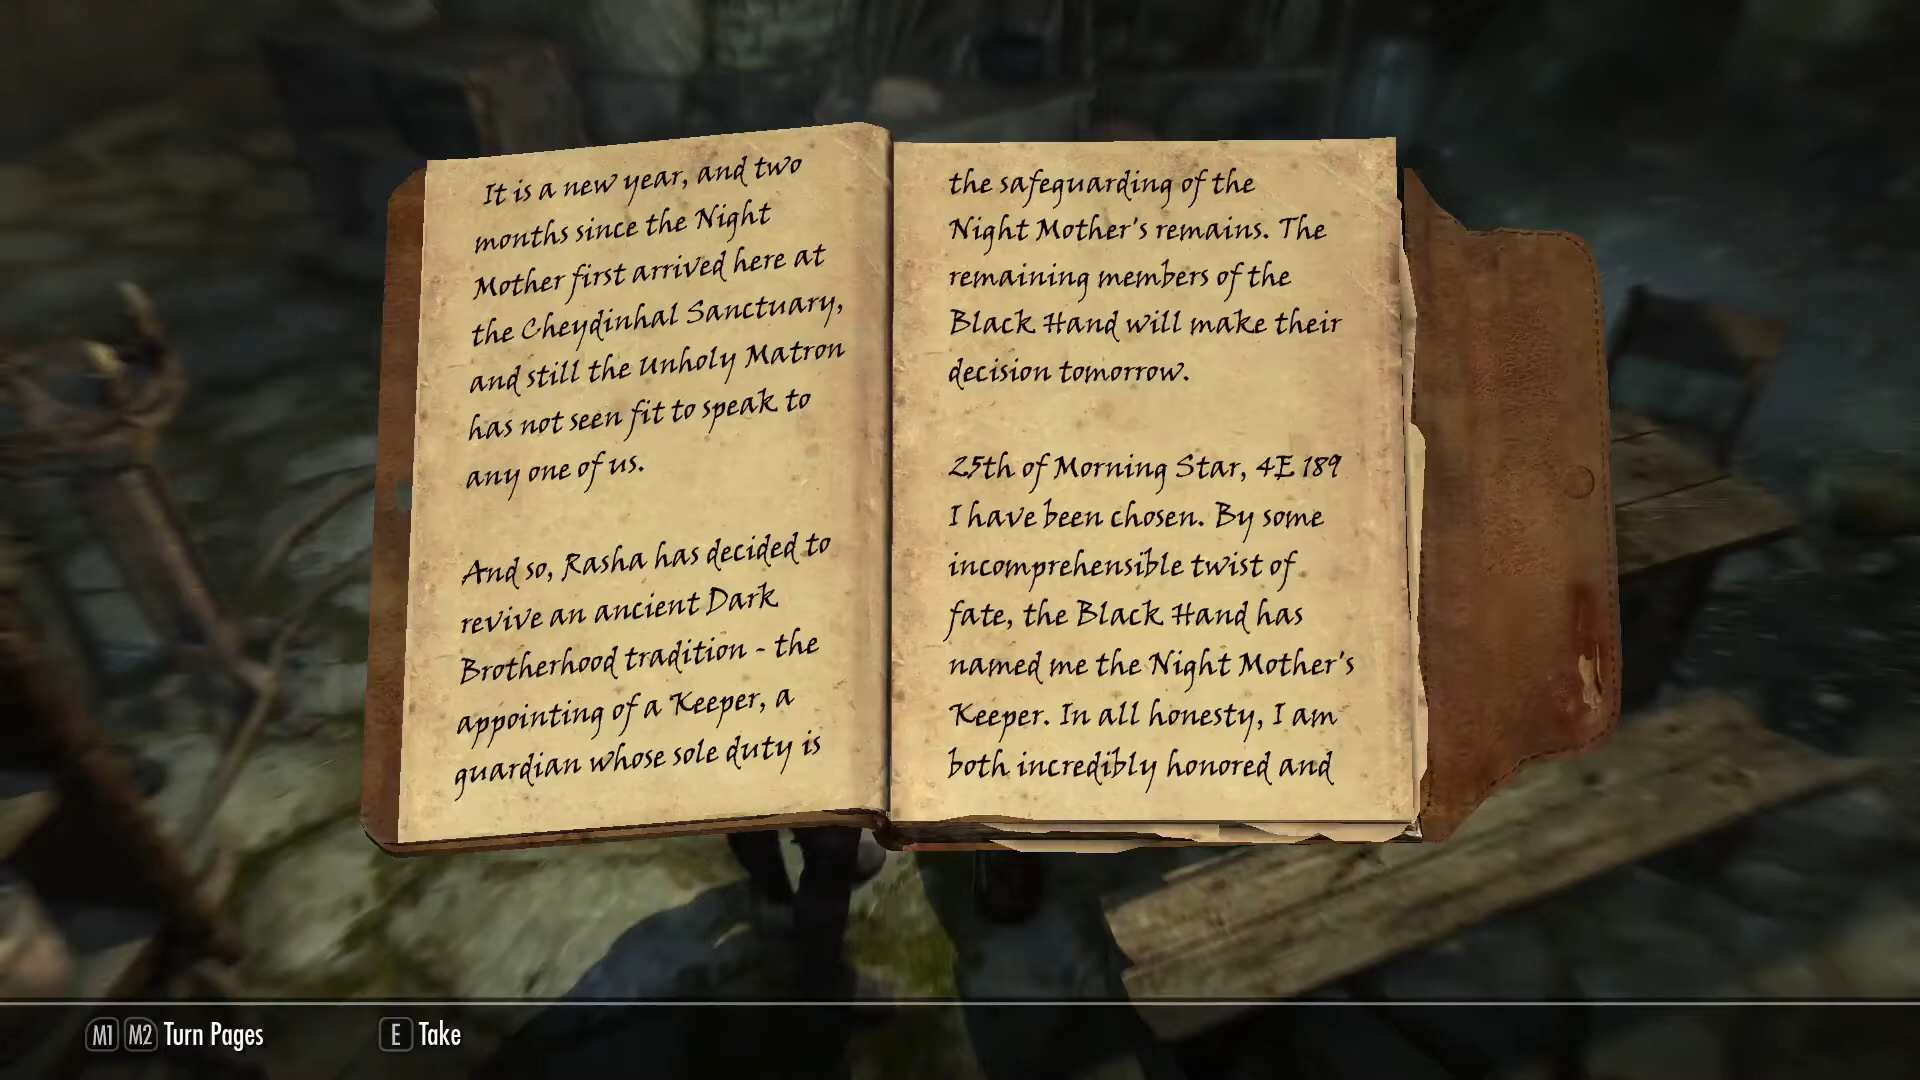 It is a new year, and two
months since the Night
Mother first arrived here at
the Cheydinhal Sanctuary,
and still the Unholy Matron
has not seen fit to speak to
any one of us.
And so, Rasha has decided to
revive an ancient Dark
Brotherhood tradition - the
appointing of a Keeper, a
guardian whose sole duty is
the safeguarding of the
Night Mother's remains. The
remaining members of the
Black Hand will make their
decision tomorrow.
25th of Morning Star, 4E 189
I have been chosen. By some
incomprehensible twist of
fate, the Black Hand has
named me the Night Mother's
Keeper. In all honesty, I am
both incredibly honored and
M1 M2 Turn Pages
E Take